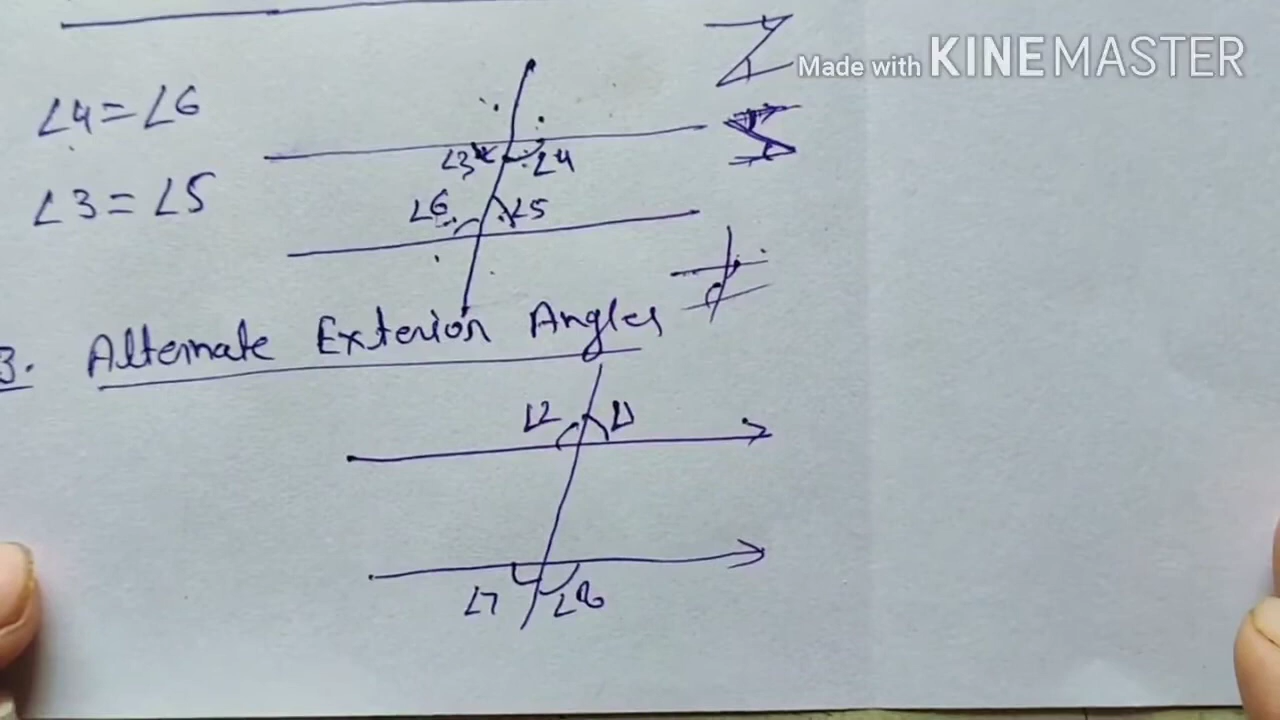 Made with KINEMASTER
∠4 = ∠6
∠3 ∠4
∠3 = ∠5
∠6 ∠5
3. Alternate Exterior Angles
∠2 ∠1
∠7 ∠8